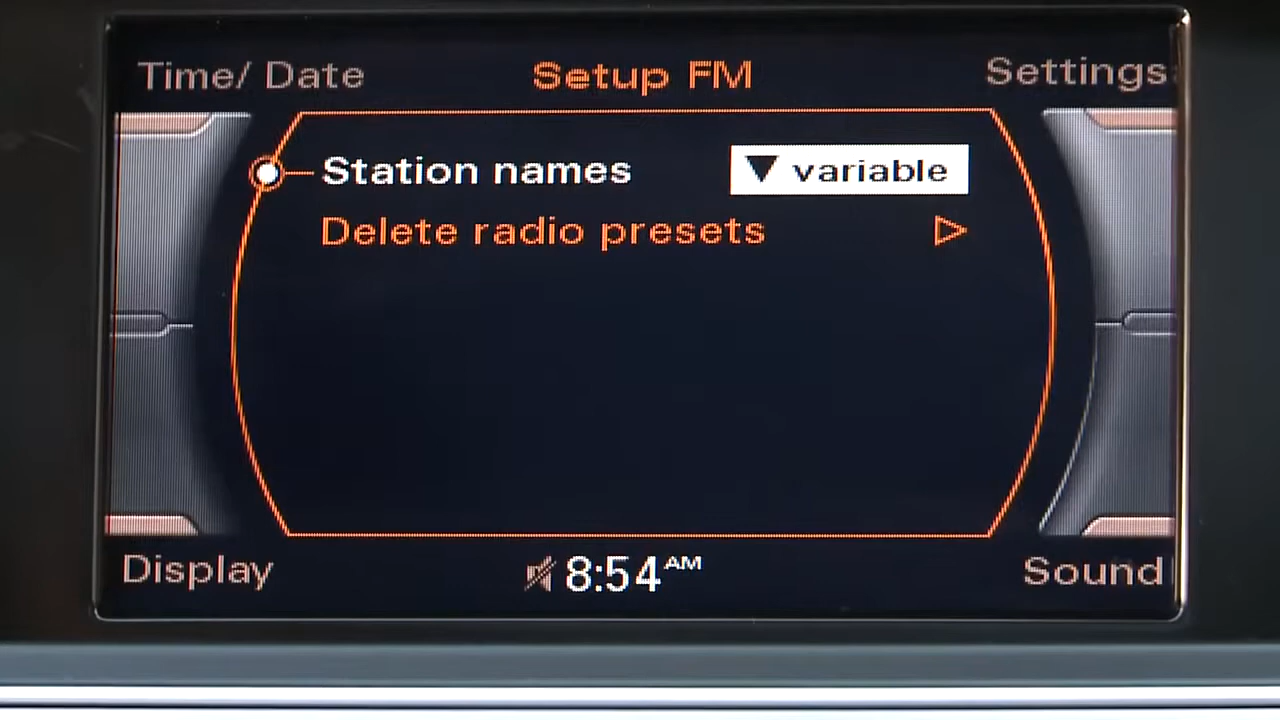 Time/ Date Setup FM Settings
Station names variable
Delete radio presets
Display 8:54 AM Sound